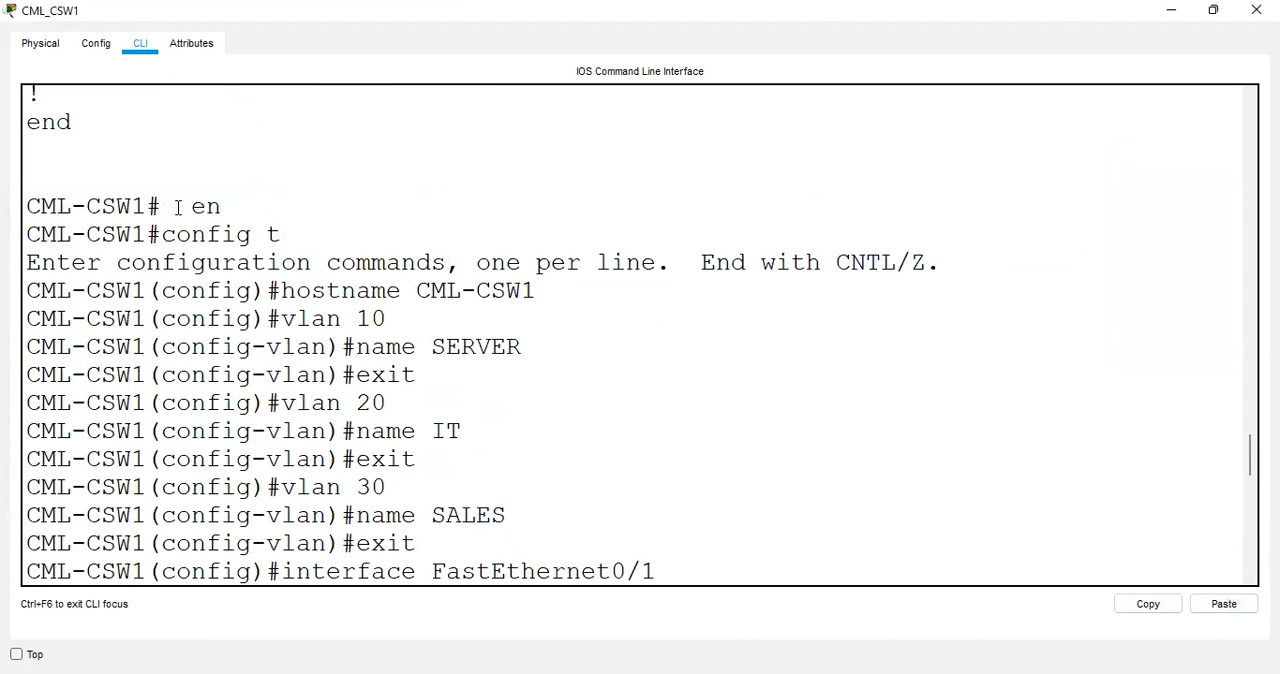 CML_CSW1
Physical Config CLI Attributes
IOS Command Line Interface
!
end
CML-CSW1# en
CML-CSW1#config t
Enter configuration commands, one per line.  End with CNTL/Z.
CML-CSW1(config)#hostname CML-CSW1
CML-CSW1(config)#vlan 10
CML-CSW1(config-vlan)#name SERVER
CML-CSW1(config-vlan)#exit
CML-CSW1(config)#vlan 20
CML-CSW1(config-vlan)#name IT
CML-CSW1(config-vlan)#exit
CML-CSW1(config)#vlan 30
CML-CSW1(config-vlan)#name SALES
CML-CSW1(config-vlan)#exit
CML-CSW1(config)#interface FastEthernet0/1
Ctrl+F6 to exit CLI focus
Copy Paste
Top